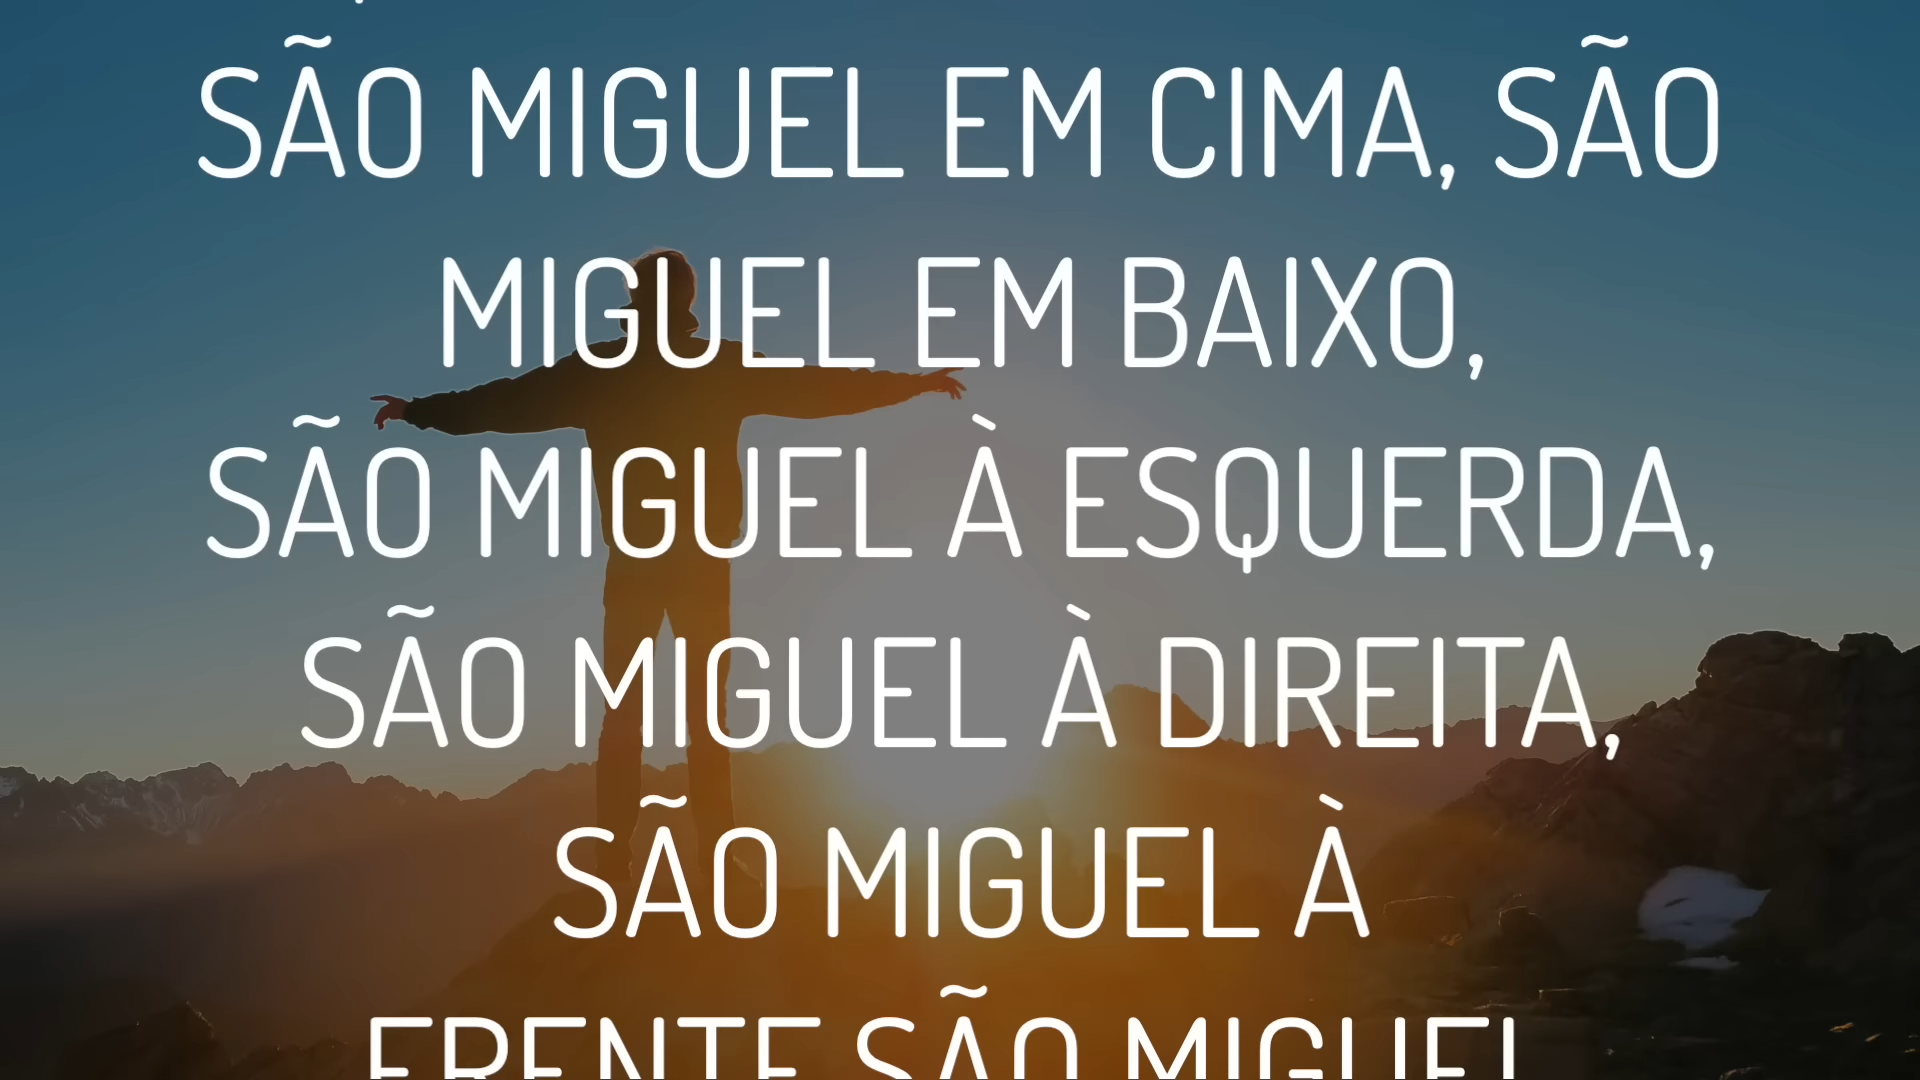 SÃO MIGUEL EM CIMA, SÃO
MIGUEL EM BAIXO,
SÃO MIGUEL À ESQUERDA,
SÃO MIGUEL À DIREITA,
SÃO MIGUEL À
FRENTE SÃO MIGUEL